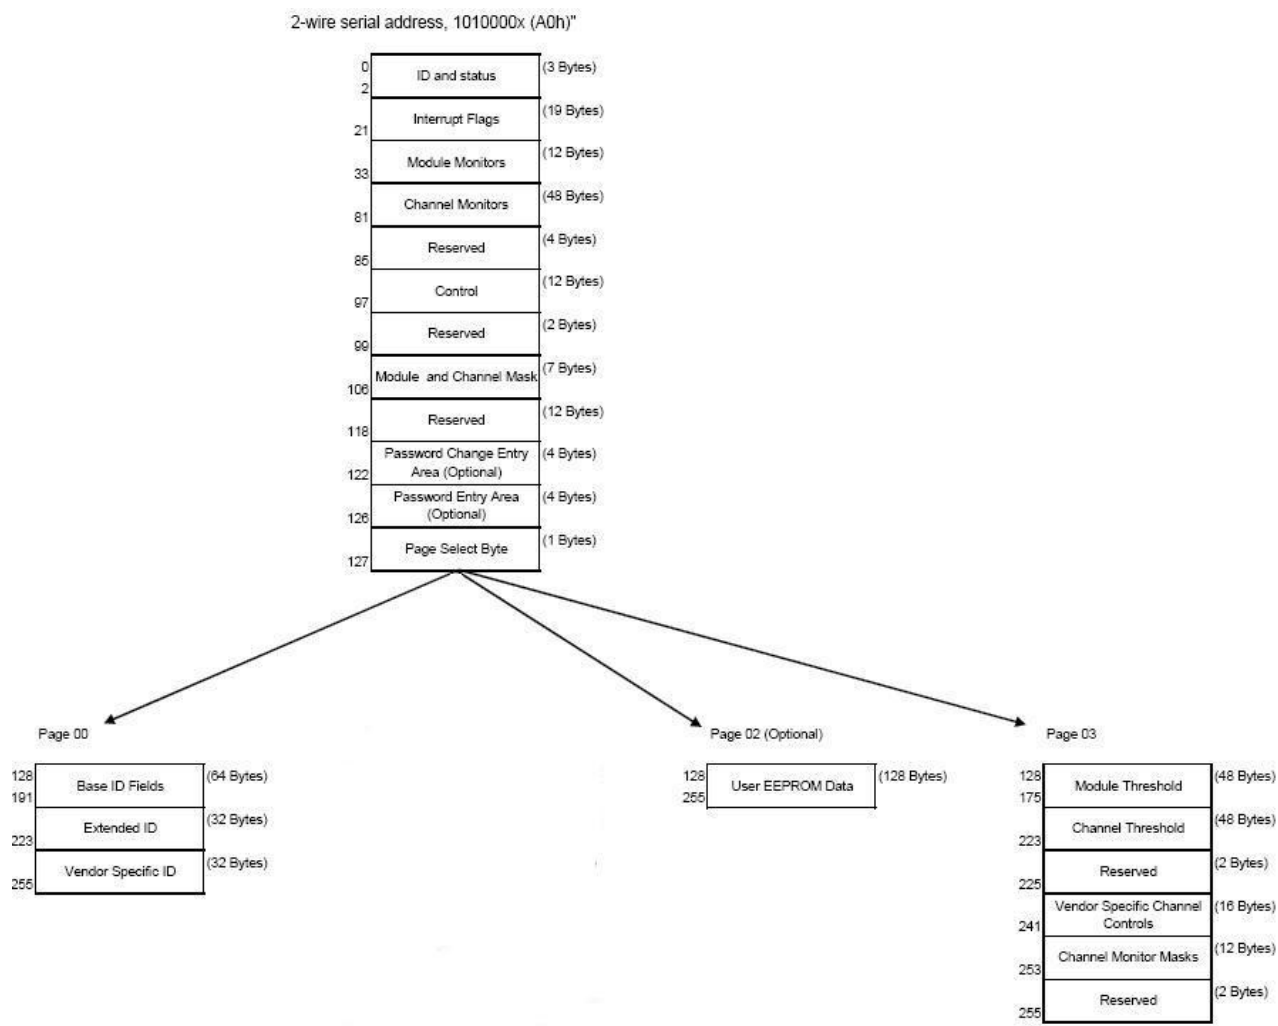 2-wire serial address, 1010000x (A0h)"
0
ID and status
(3 Bytes)
2
Interrupt Flags
(19 Bytes)
21
Module Monitors
(12 Bytes)
33
Channel Monitors
(48 Bytes)
81
Reserved
(4 Bytes)
85
Control
(12 Bytes)
97
Reserved
(2 Bytes)
99
Module and Channel Mask
(7 Bytes)
106
Reserved
(12 Bytes)
118
Password Change Entry
Area (Optional)
(4 Bytes)
122
Password Entry Area
(Optional)
(4 Bytes)
126
Page Select Byte
(1 Bytes)
127
Page 00
128
Base ID Fields
(64 Bytes)
191
Extended ID
(32 Bytes)
223
Vendor Specific ID
(32 Bytes)
255
Page 02 (Optional)
128
User EEPROM Data
(128 Bytes)
255
Page 03
128
Module Threshold
(48 Bytes)
175
Channel Threshold
(48 Bytes)
223
Reserved
(2 Bytes)
225
Vendor Specific Channel
Controls
(16 Bytes)
241
Channel Monitor Masks
(12 Bytes)
253
Reserved
(2 Bytes)
255